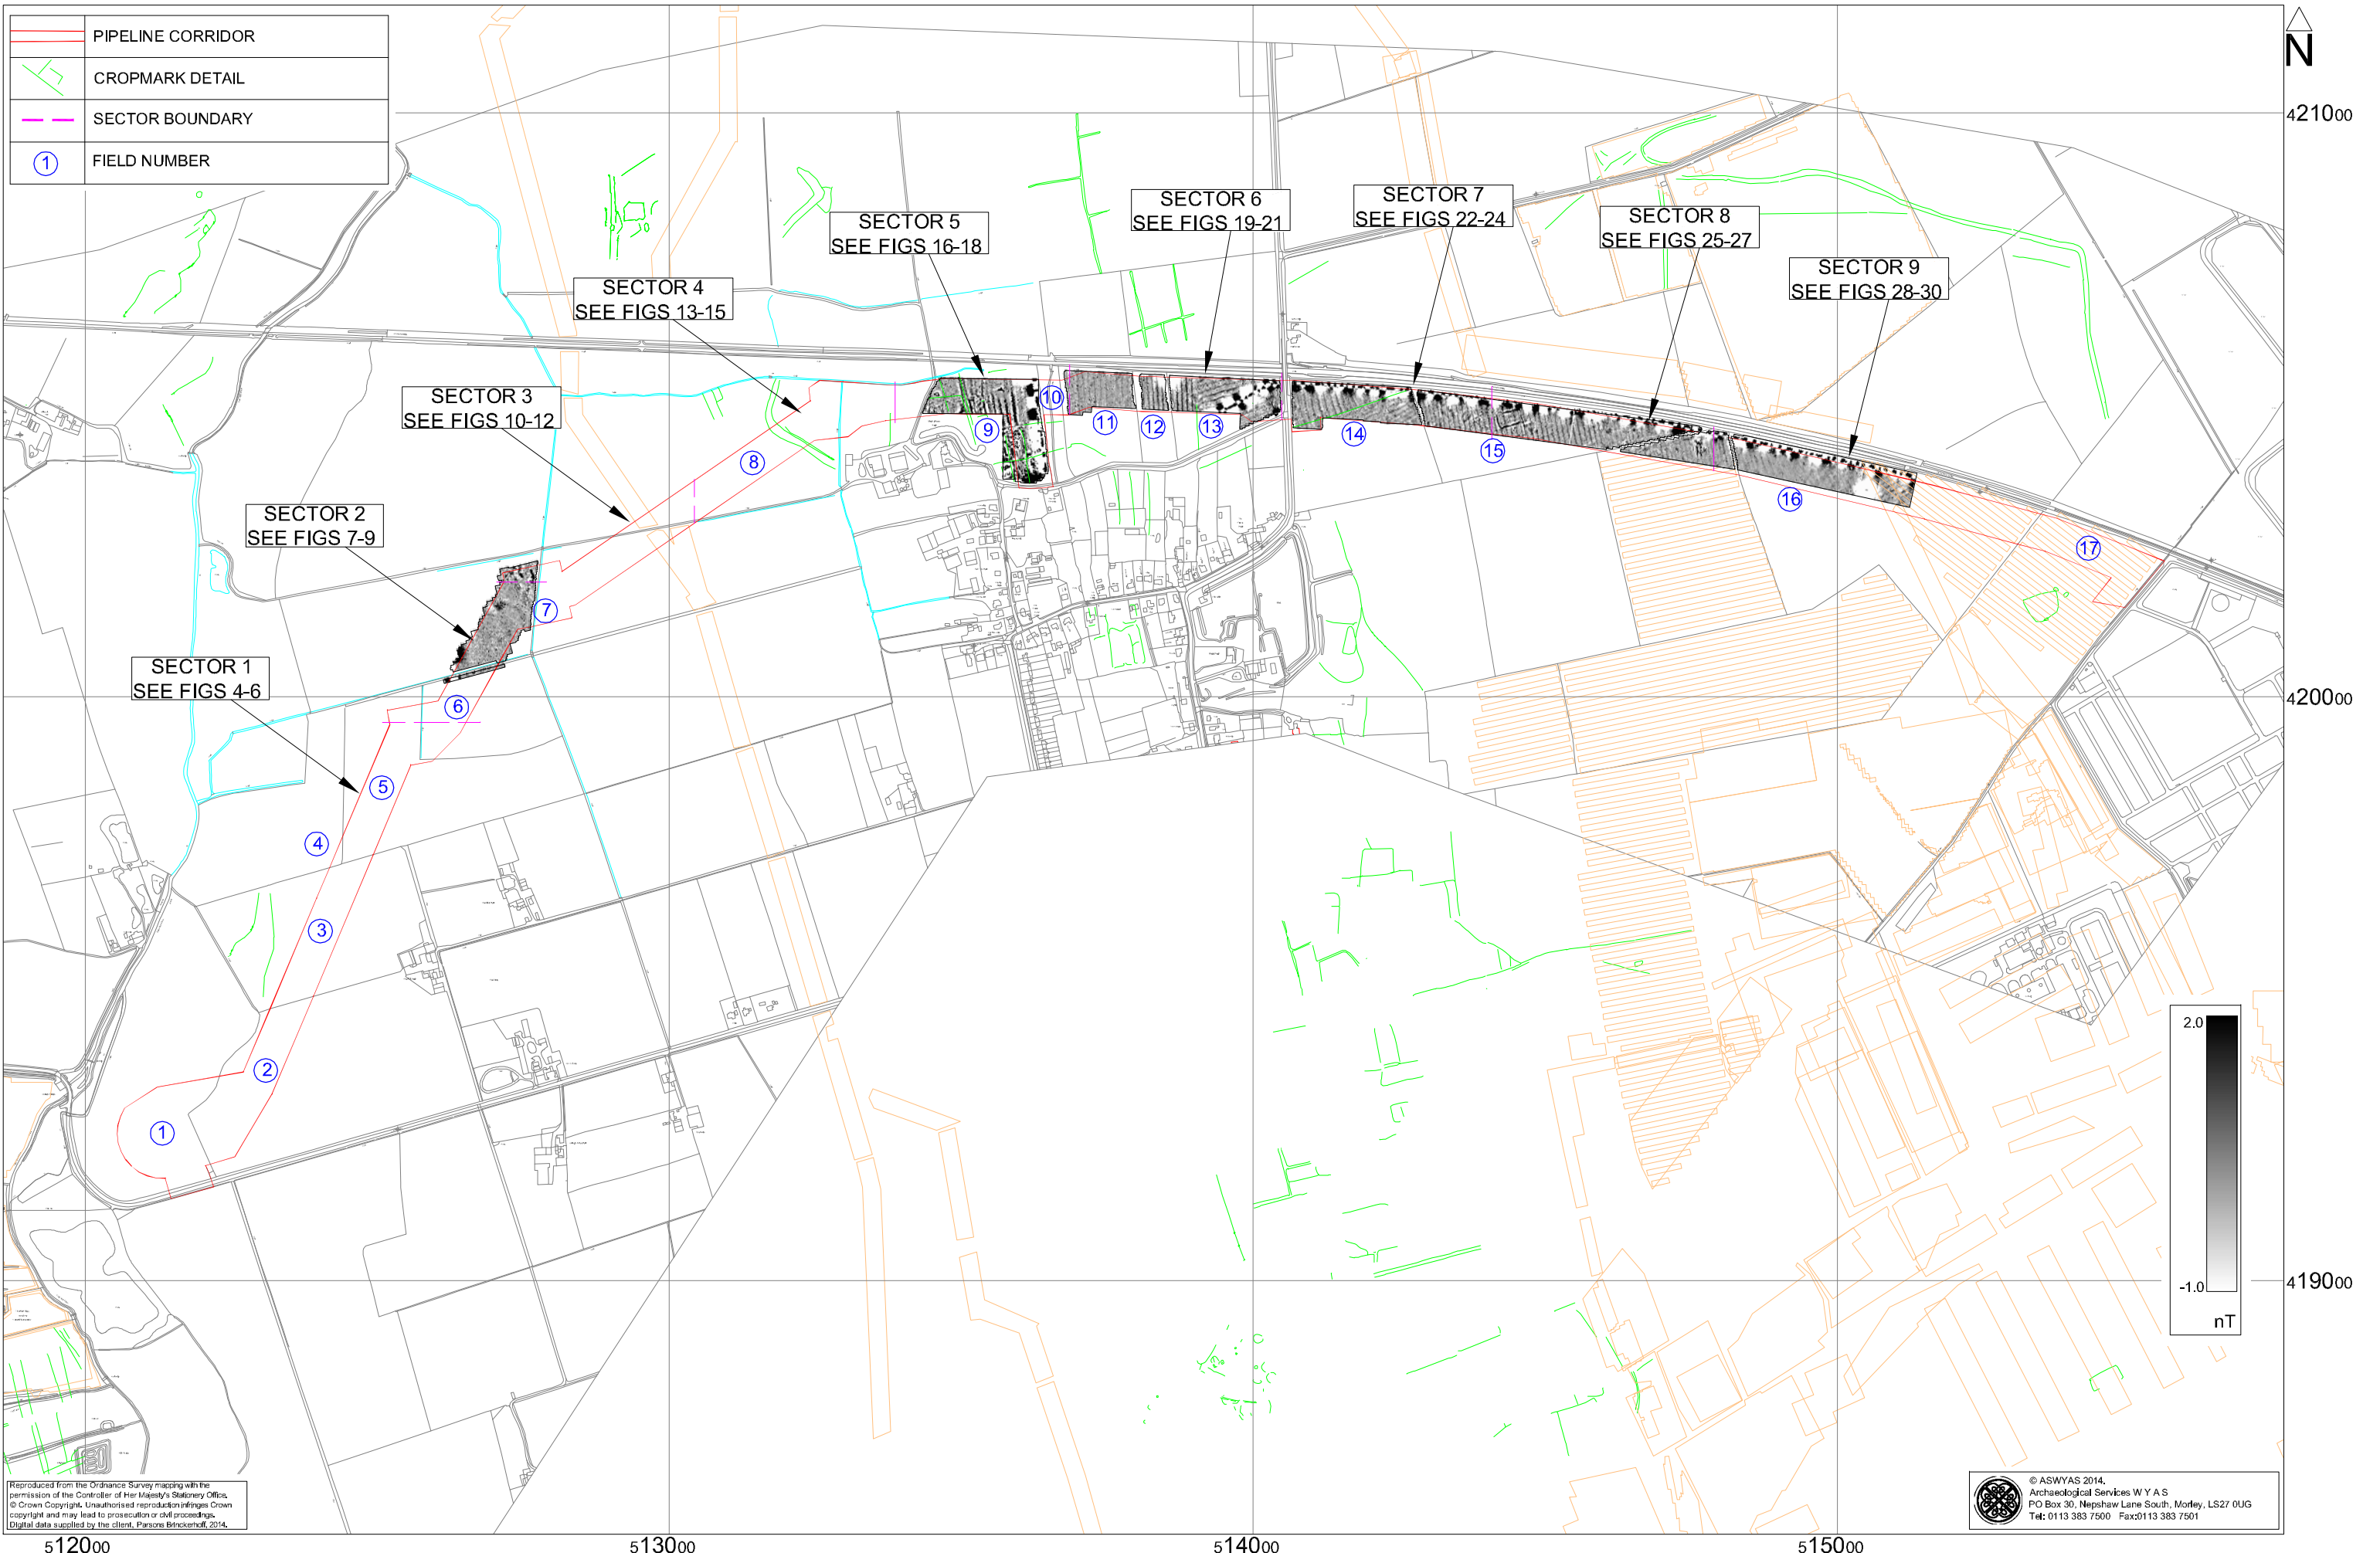 PIPELINE CORRIDOR
CROPMARK DETAIL
SECTOR BOUNDARY
1 FIELD NUMBER
N
421000
SECTOR 7
SEE FIGS 22-24
SECTOR 6
SEE FIGS 19-21
SECTOR 8
SEE FIGS 25-27
SECTOR 5
SEE FIGS 16-18
SECTOR 9
SEE FIGS 28-30
SECTOR 4
SEE FIGS 13-15
SECTOR 3
SEE FIGS 10-12
10
11
12
13
9
14
15
8
16
SECTOR 2
SEE FIGS 7-9
17
7
SECTOR 1
SEE FIGS 4-6
6
420000
5
4
3
2
1
2.0
-1.0
nT
419000
Reproduced from the Ordnance Survey mapping with the
permission of the Controller of Her Majesty's Stationery Office.
© Crown Copyright. Unauthorised reproduction infringes Crown
copyright and may lead to prosecution or civil proceedings.
Digital data supplied by the client, Parsons Brinckerhoff, 2014.
© ASWYAS 2014.
Archaeological Services W Y A S
PO Box 30, Nepshaw Lane South, Morley, LS27 0UG
Tel: 0113 383 7500 Fax:0113 383 7501
512000
513000
514000
515000